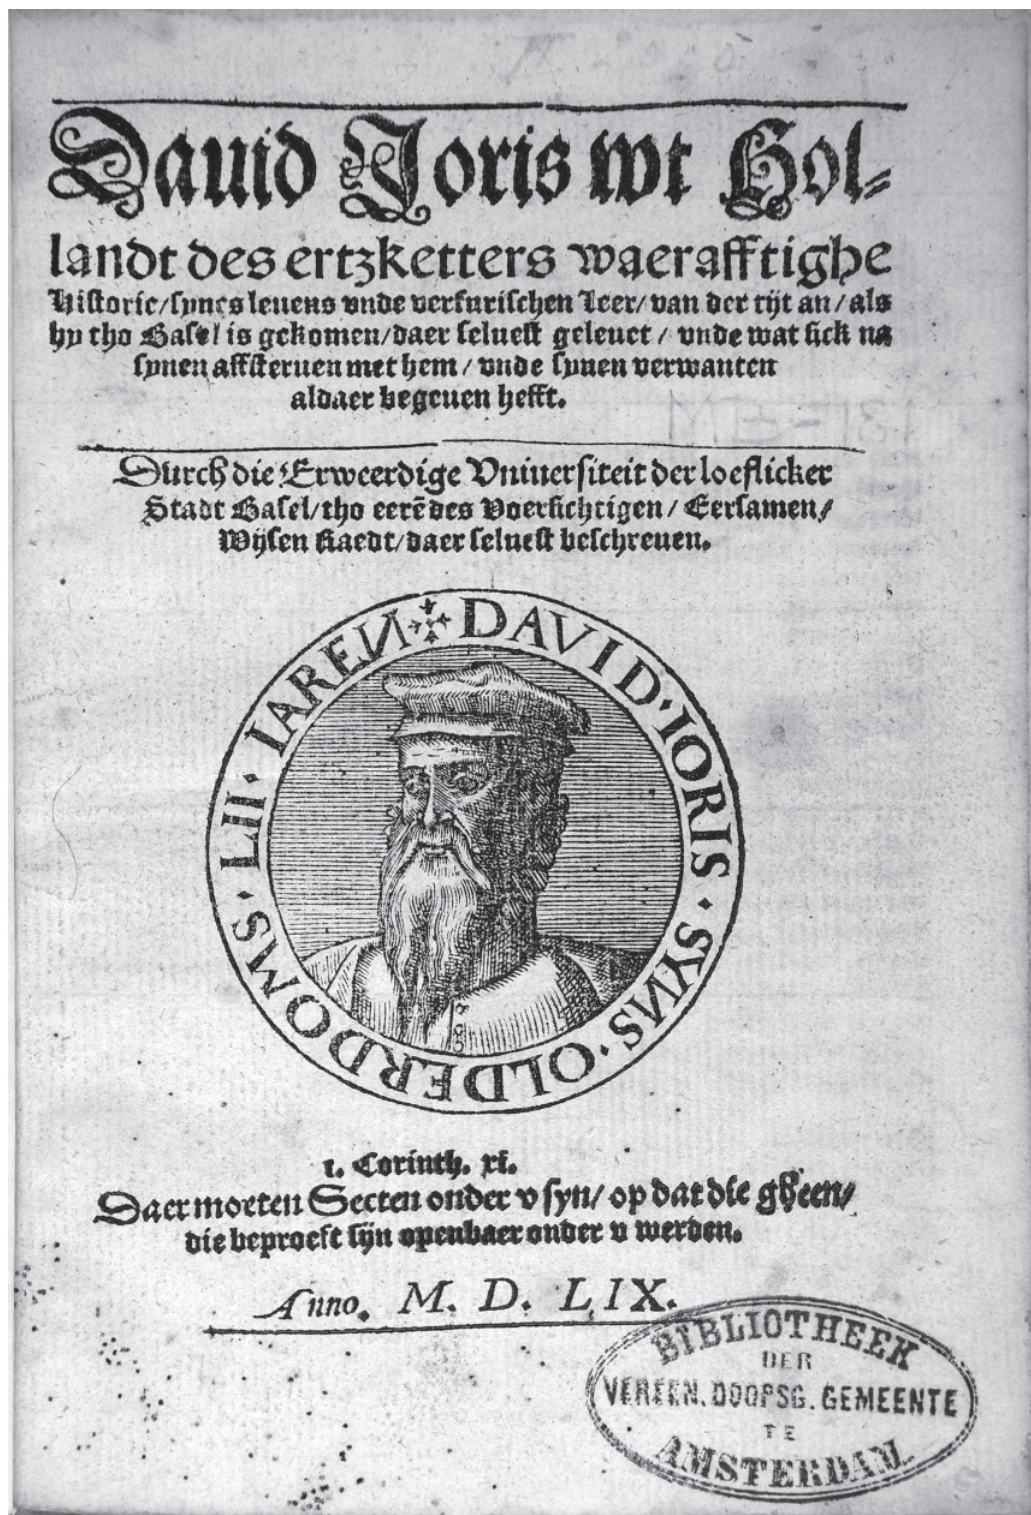 Dauid Joris wt Hol-
landt des ertzketters waerafftighe
Historie/synes leuens vnde verfurischen Leer/van der tijt an/als
hy tho Basel is gekomen/daer seluest geleuet/vnde wat sick na
synen affsteruen met hem/vnde synen verwanten
aldaer begeuen hefft.
Durch die Erweerdige Vniuersiteit der loeflicker
Stadt Basel/tho eerē des Voersichtigen/Eersamen/
Wijsen Raedt/daer seluest beschreuen.
DAVID·IORIS·SYNS·OLDERDOMS·LII·IAREN
1. Corinth. xi.
Daer moeten Secten onder v syn/op dat die gheen/
die beproeft sijn openbaer onder v werden.
Anno. M. D. LIX.
BIBLIOTHEEK
DER
VEREEN. DOOPSG. GEMEENTE
TE
AMSTERDAM.